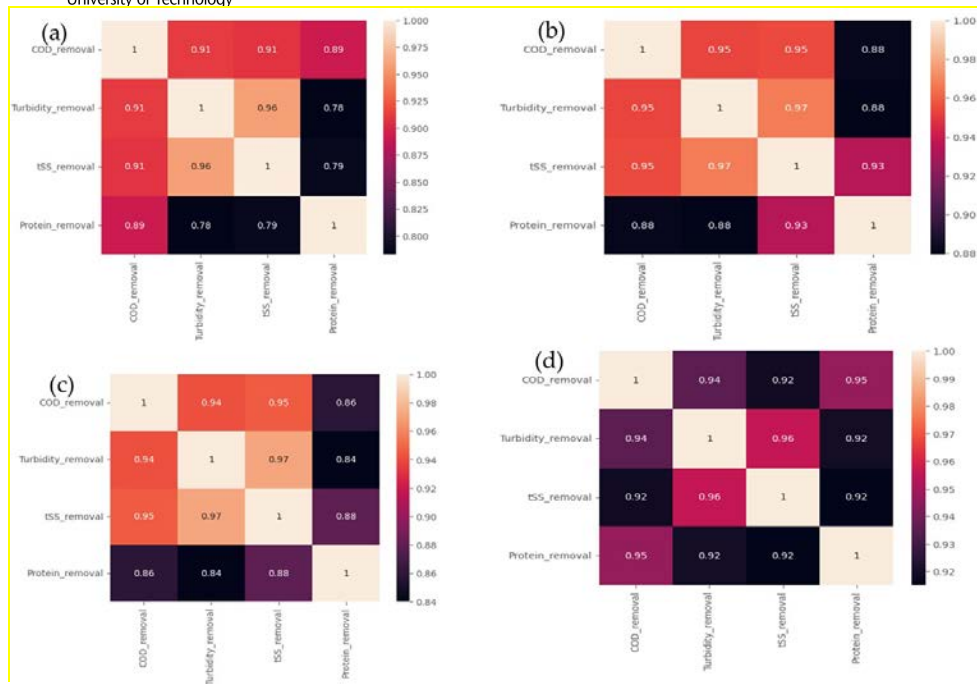 University of Technology
(a)
COD_removal 1 0.91 0.91 0.89
Turbidity_removal 0.91 1 0.96 0.78
tSS_removal 0.91 0.96 1 0.79
Protein_removal 0.89 0.78 0.79 1
COD_removal Turbidity_removal tSS_removal Protein_removal
1.000
0.975
0.950
0.925
0.900
0.875
0.850
0.825
0.800
(b)
COD_removal 1 0.95 0.95 0.88
Turbidity_removal 0.95 1 0.97 0.88
tSS_removal 0.95 0.97 1 0.93
Protein_removal 0.88 0.88 0.93 1
COD_removal Turbidity_removal tSS_removal Protein_removal
1.00
0.98
0.96
0.94
0.92
0.90
0.88
(c)
COD_removal 1 0.94 0.95 0.86
Turbidity_removal 0.94 1 0.97 0.84
tSS_removal 0.95 0.97 1 0.88
Protein_removal 0.86 0.84 0.88 1
COD_removal Turbidity_removal tSS_removal Protein_removal
1.00
0.98
0.96
0.94
0.92
0.90
0.88
0.86
0.84
(d)
COD_removal 1 0.94 0.92 0.95
Turbidity_removal 0.94 1 0.96 0.92
tSS_removal 0.92 0.96 1 0.92
Protein_removal 0.95 0.92 0.92 1
COD_removal Turbidity_removal tSS_removal Protein_removal
1.00
0.99
0.98
0.97
0.96
0.95
0.94
0.93
0.92